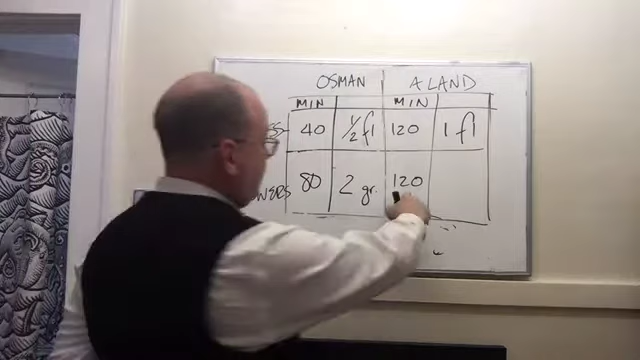 OSMAN ALAND
MIN MIN
40 1/2 fl 120 1 fl
80 2 gr. 120